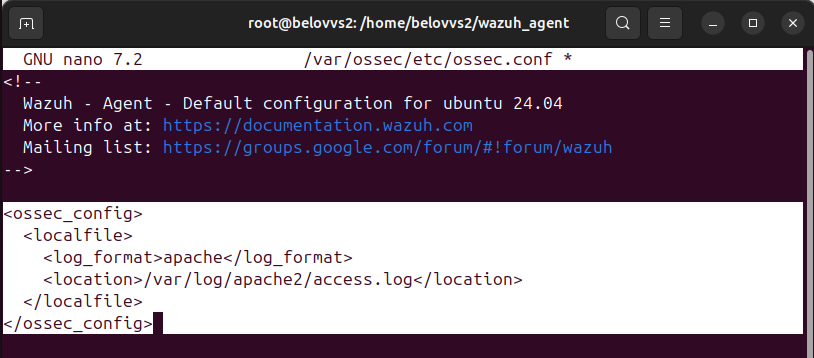 root@belovvs2: /home/belovvs2/wazuh_agent
GNU nano 7.2 /var/ossec/etc/ossec.conf *
<!--
Wazuh - Agent - Default configuration for ubuntu 24.04
More info at: https://documentation.wazuh.com
Mailing list: https://groups.google.com/forum/#!forum/wazuh
-->
<ossec_config>
<localfile>
<log_format>apache</log_format>
<location>/var/log/apache2/access.log</location>
</localfile>
</ossec_config>